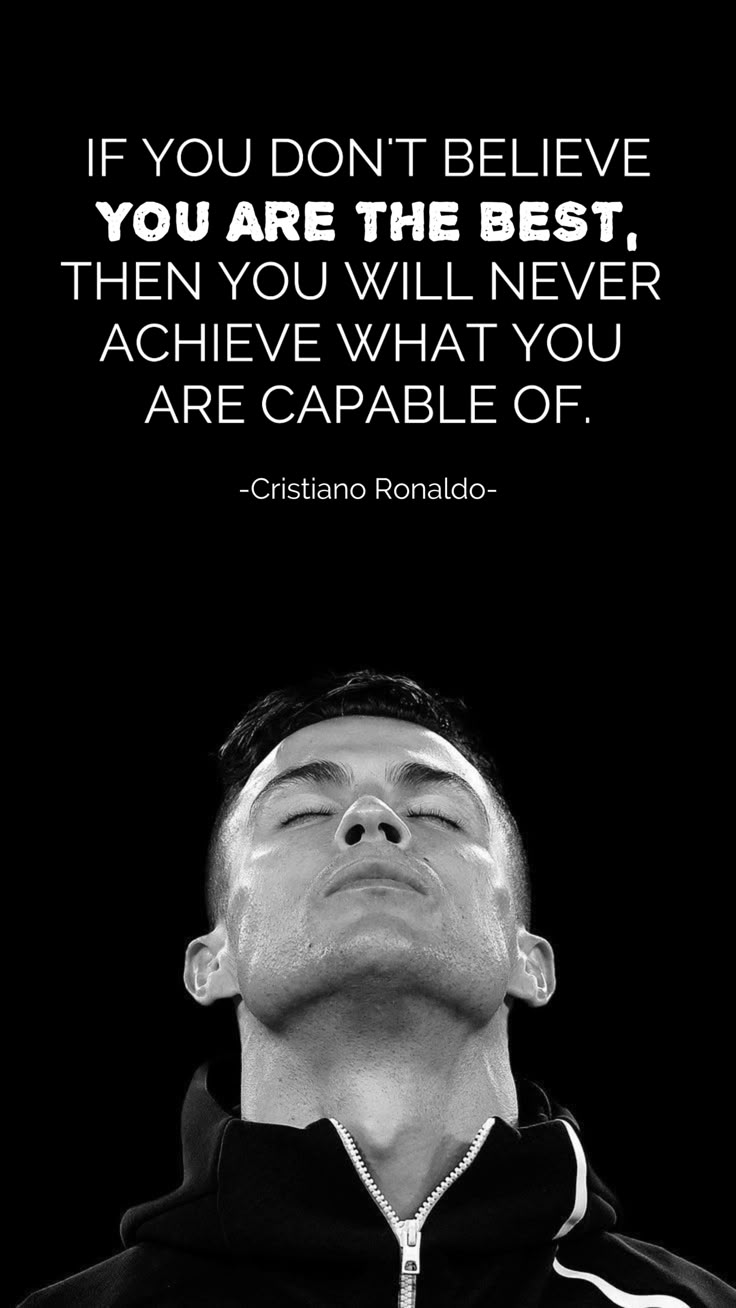 IF YOU DON'T BELIEVE
YOU ARE THE BEST,
THEN YOU WILL NEVER
ACHIEVE WHAT YOU
ARE CAPABLE OF.
-Cristiano Ronaldo-